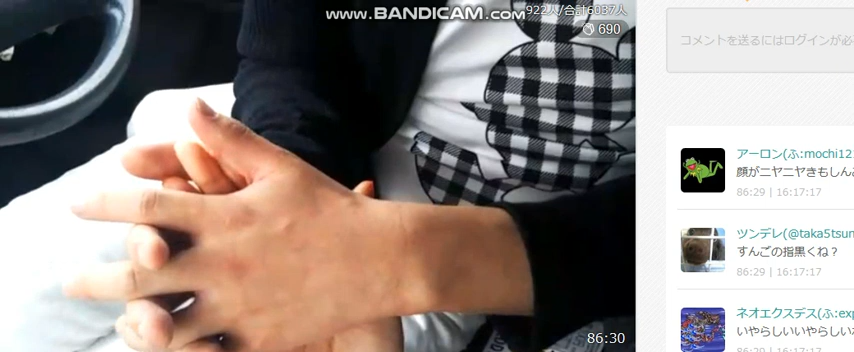 www.BANDICAM.com
922人/合計6037人
690
86:30
コメントを送るにはログインが必
アーロン(ふ:mochi12
顔がニヤニヤきもしん
86:29 | 16:17:17
ツンデレ(@taka5tsun
すんごの指黒くね？
86:29 | 16:17:17
ネオエクスデス(ふ:exp
いやらしいいやらしい
86:29 | 16:17:17